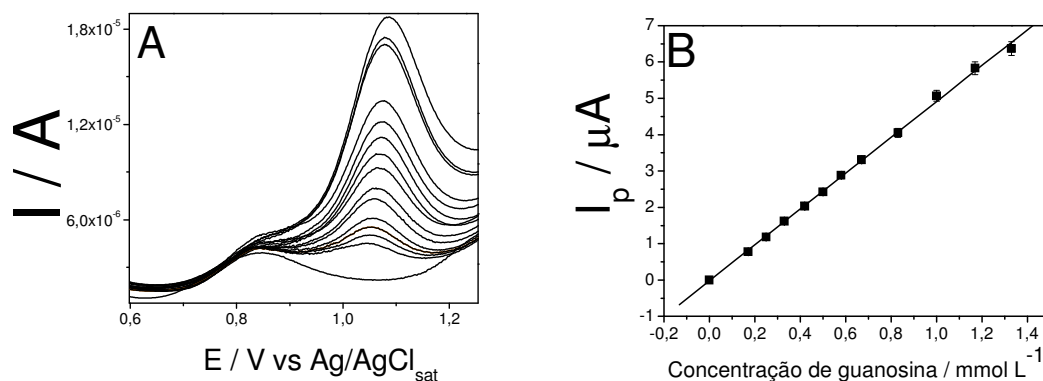 A
I / A
1,8x10⁻⁵
1,2x10⁻⁵
6,0x10⁻⁶
0,6 0,8 1,0 1,2
E / V vs Ag/AgCl_sat
B
I_p / μA
7
6
5
4
3
2
1
0
-1
-0,2 0,0 0,2 0,4 0,6 0,8 1,0 1,2 1,4
Concentração de guanosina / mmol L⁻¹